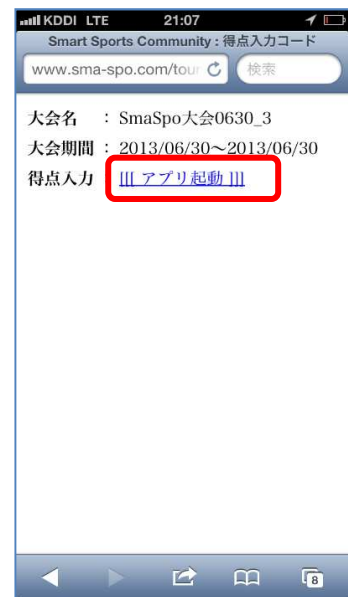 KDDI LTE 21:07
Smart Sports Community : 得点入力コード
www.sma-spo.com/tour 検索
大会名 : SmaSpo大会0630_3
大会期間 : 2013/06/30～2013/06/30
得点入力 [[[ アプリ起動 ]]]
8